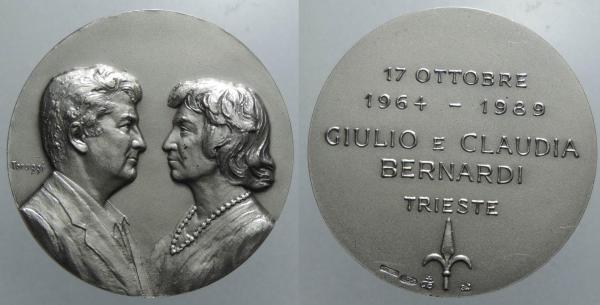 17 OTTOBRE
1964 - 1989
GIULIO E CLAUDIA
BERNARDI
TRIESTE